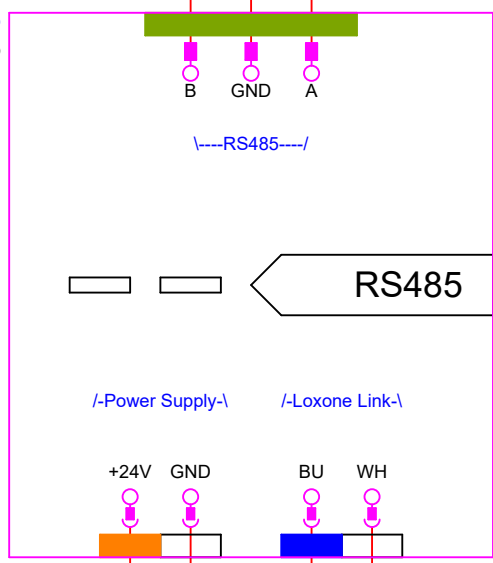 B GND A
\----RS485----/
RS485
/-Power Supply-\ /-Loxone Link-\
+24V GND BU WH